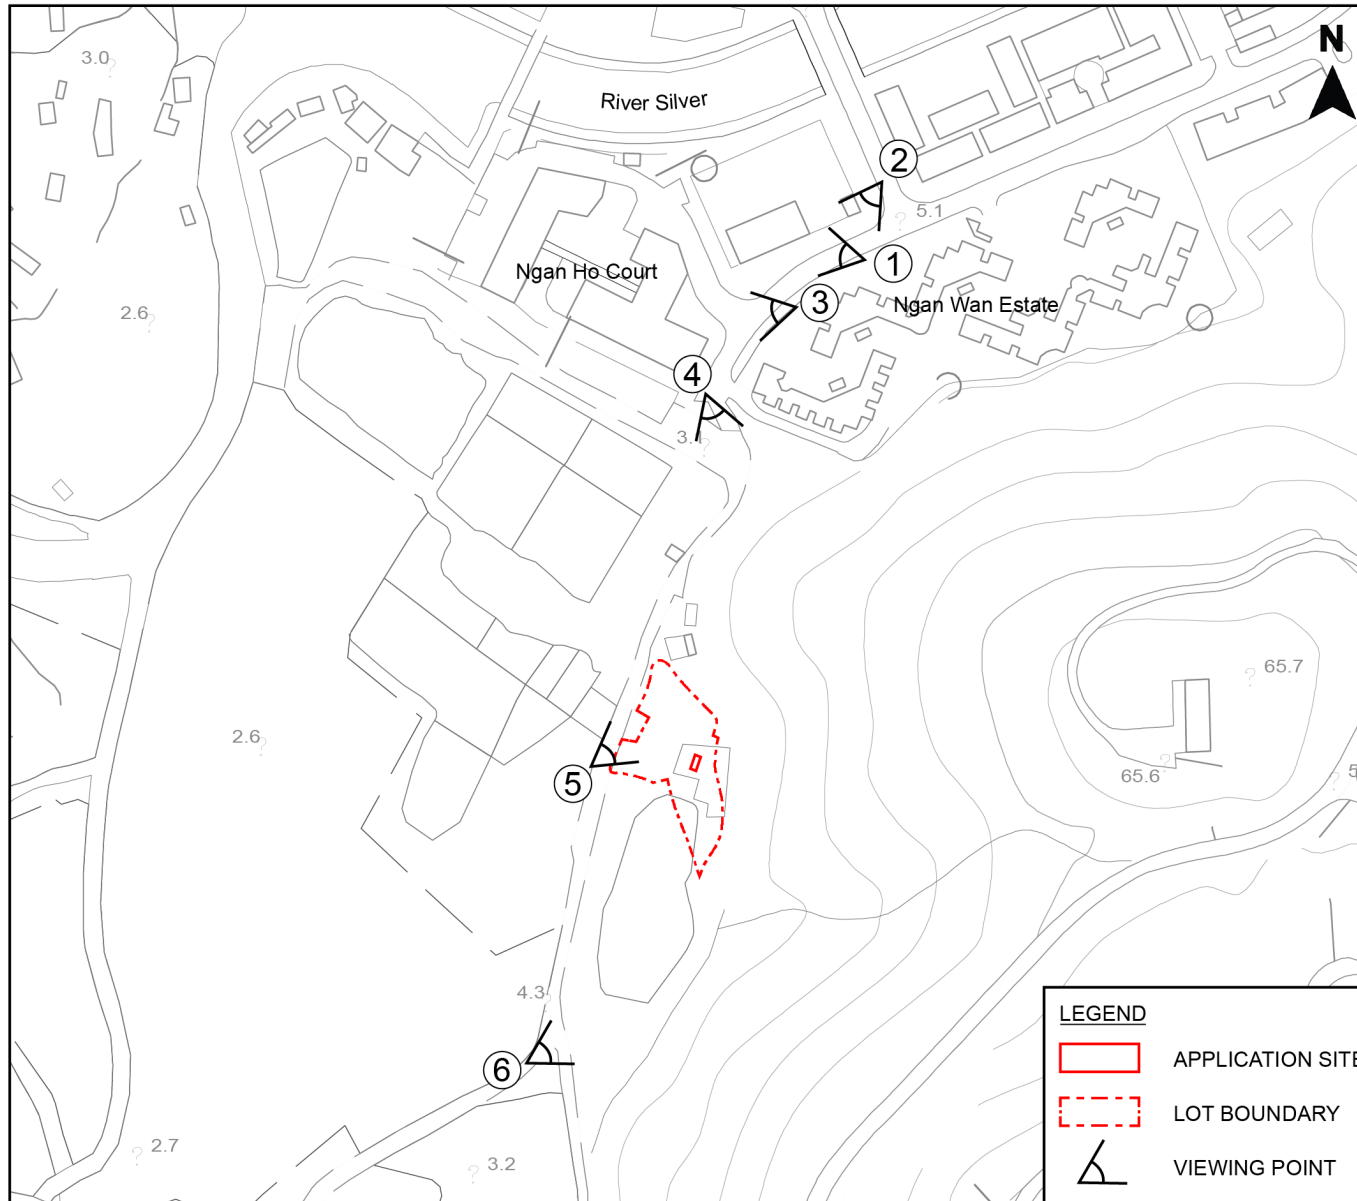 3.0
River Silver
N
2
5.1
1
Ngan Ho Court
3
Ngan Wan Estate
2.6
4
3.1
65.7
2.6
65.6
5
5
4.3
6
LEGEND
APPLICATION SITE
LOT BOUNDARY
VIEWING POINT
2.7
3.2